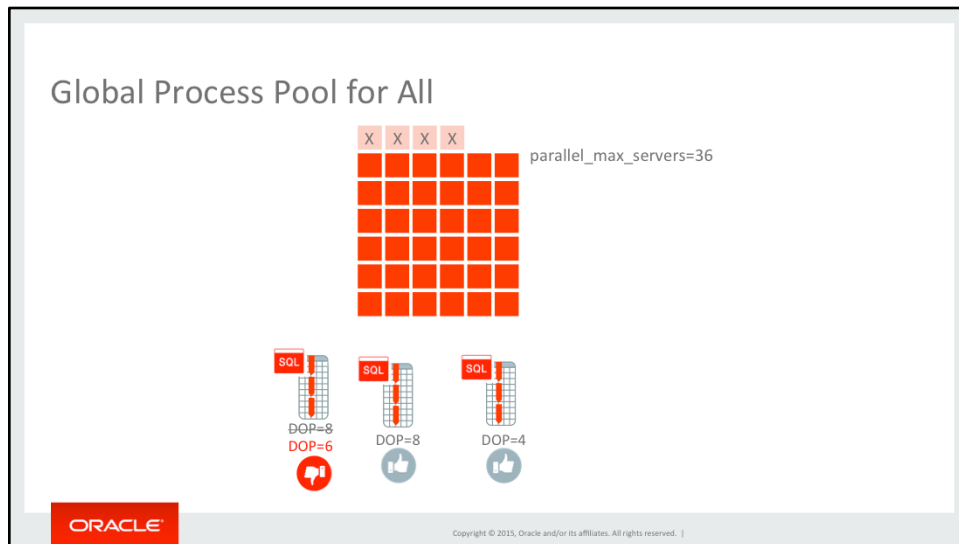 Global Process Pool for All
X X X X
parallel_max_servers=36
SQL SQL SQL
DOP=8
DOP=6
DOP=8
DOP=4
ORACLE®
Copyright © 2015, Oracle and/or its affiliates. All rights reserved. |